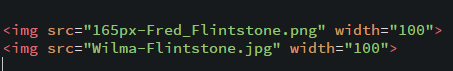 <img src="165px-Fred_Flintstone.png" width="100">
<img src="Wilma-Flintstone.jpg" width="100">